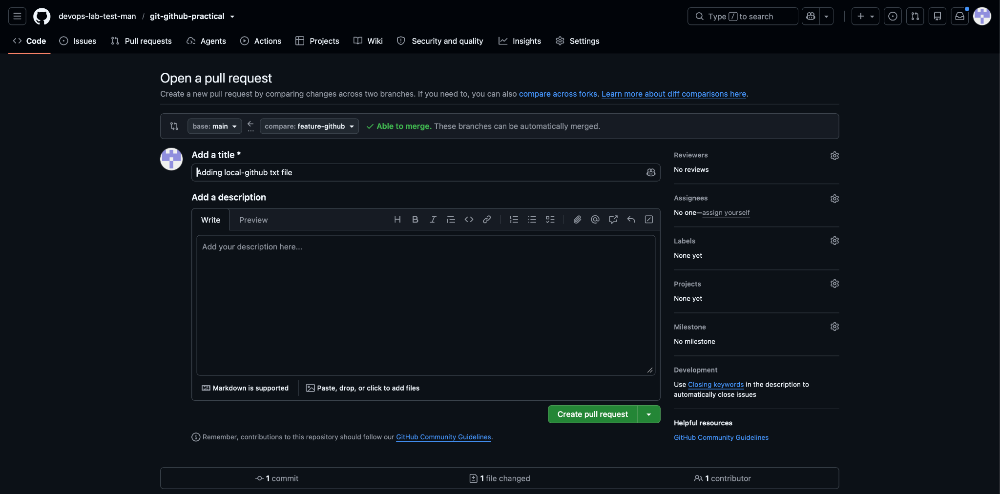 devops-lab-test-man / git-github-practical
Type / to search
Code Issues Pull requests Agents Actions Projects Wiki Security and quality Insights Settings
Open a pull request
Create a new pull request by comparing changes across two branches. If you need to, you can also compare across forks. Learn more about diff comparisons here.
base: main ← ... compare: feature-github ✓ Able to merge. These branches can be automatically merged.
Add a title *
Adding local-github txt file
Add a description
Write Preview
Add your description here...
Markdown is supported
Paste, drop, or click to add files
Create pull request
Remember, contributions to this repository should follow our GitHub Community Guidelines.
Reviewers
No reviews
Assignees
No one—assign yourself
Labels
None yet
Projects
None yet
Milestone
No milestone
Development
Use Closing keywords in the description to
automatically close issues
Helpful resources
GitHub Community Guidelines
1 commit 1 file changed 1 contributor